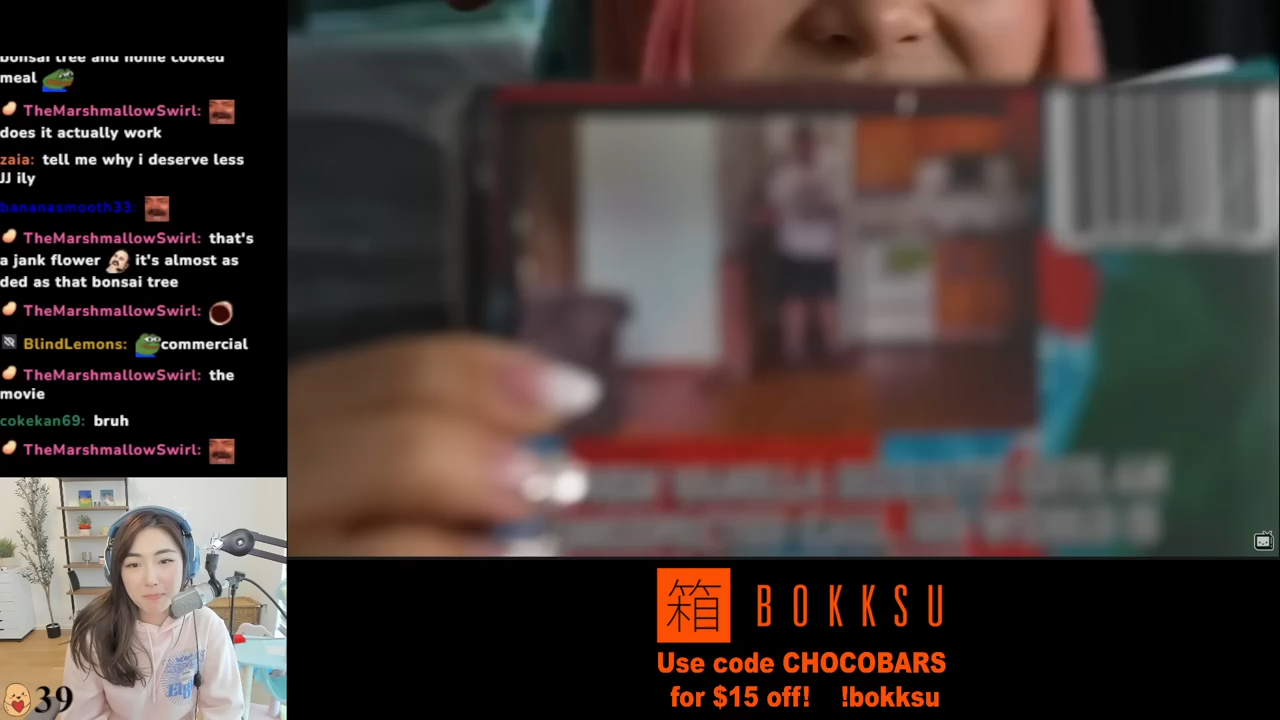 bonsai tree and home cooked
meal
TheMarshmallowSwirl:
does it actually work
zaia: tell me why i deserve less
JJ ily
bananasmooth33:
TheMarshmallowSwirl: that's
a jank flower it's almost as
ded as that bonsai tree
TheMarshmallowSwirl:
BlindLemons: commercial
TheMarshmallowSwirl: the
movie
cokekan69: bruh
TheMarshmallowSwirl:
39
箱 BOKKSU
Use code CHOCOBARS
for $15 off! !bokksu